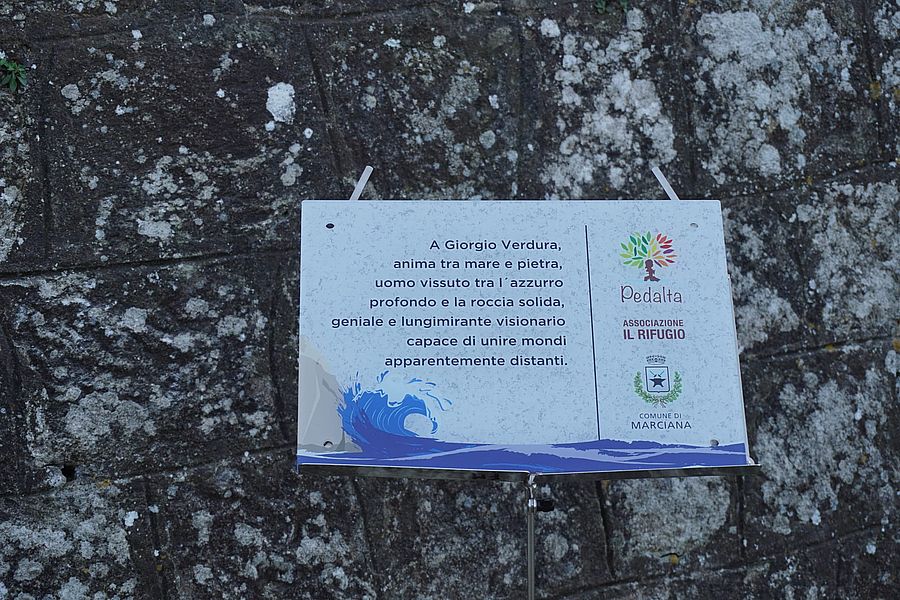 A Giorgio Verdura,
anima tra mare e pietra,
uomo vissuto tra l´azzurro
profondo e la roccia solida,
geniale e lungimirante visionario
capace di unire mondi
apparentemente distanti.
Pedalta
ASSOCIAZIONE
IL RIFUGIO
COMUNE DI
MARCIANA